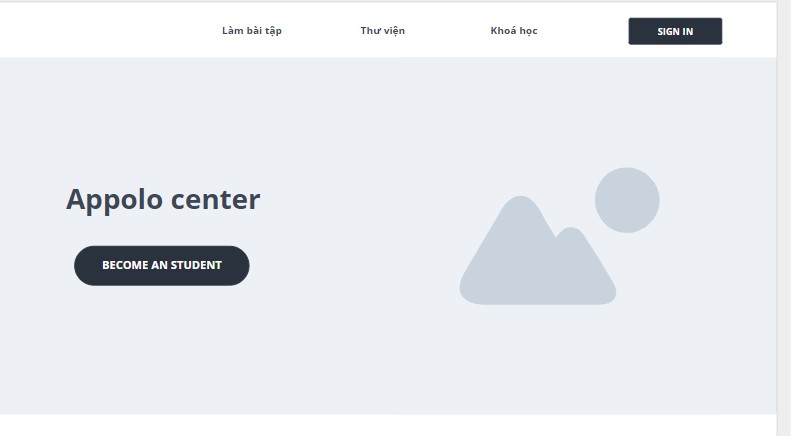 Làm bài tập
Thư viện
Khoá học
SIGN IN
Appolo center
BECOME AN STUDENT